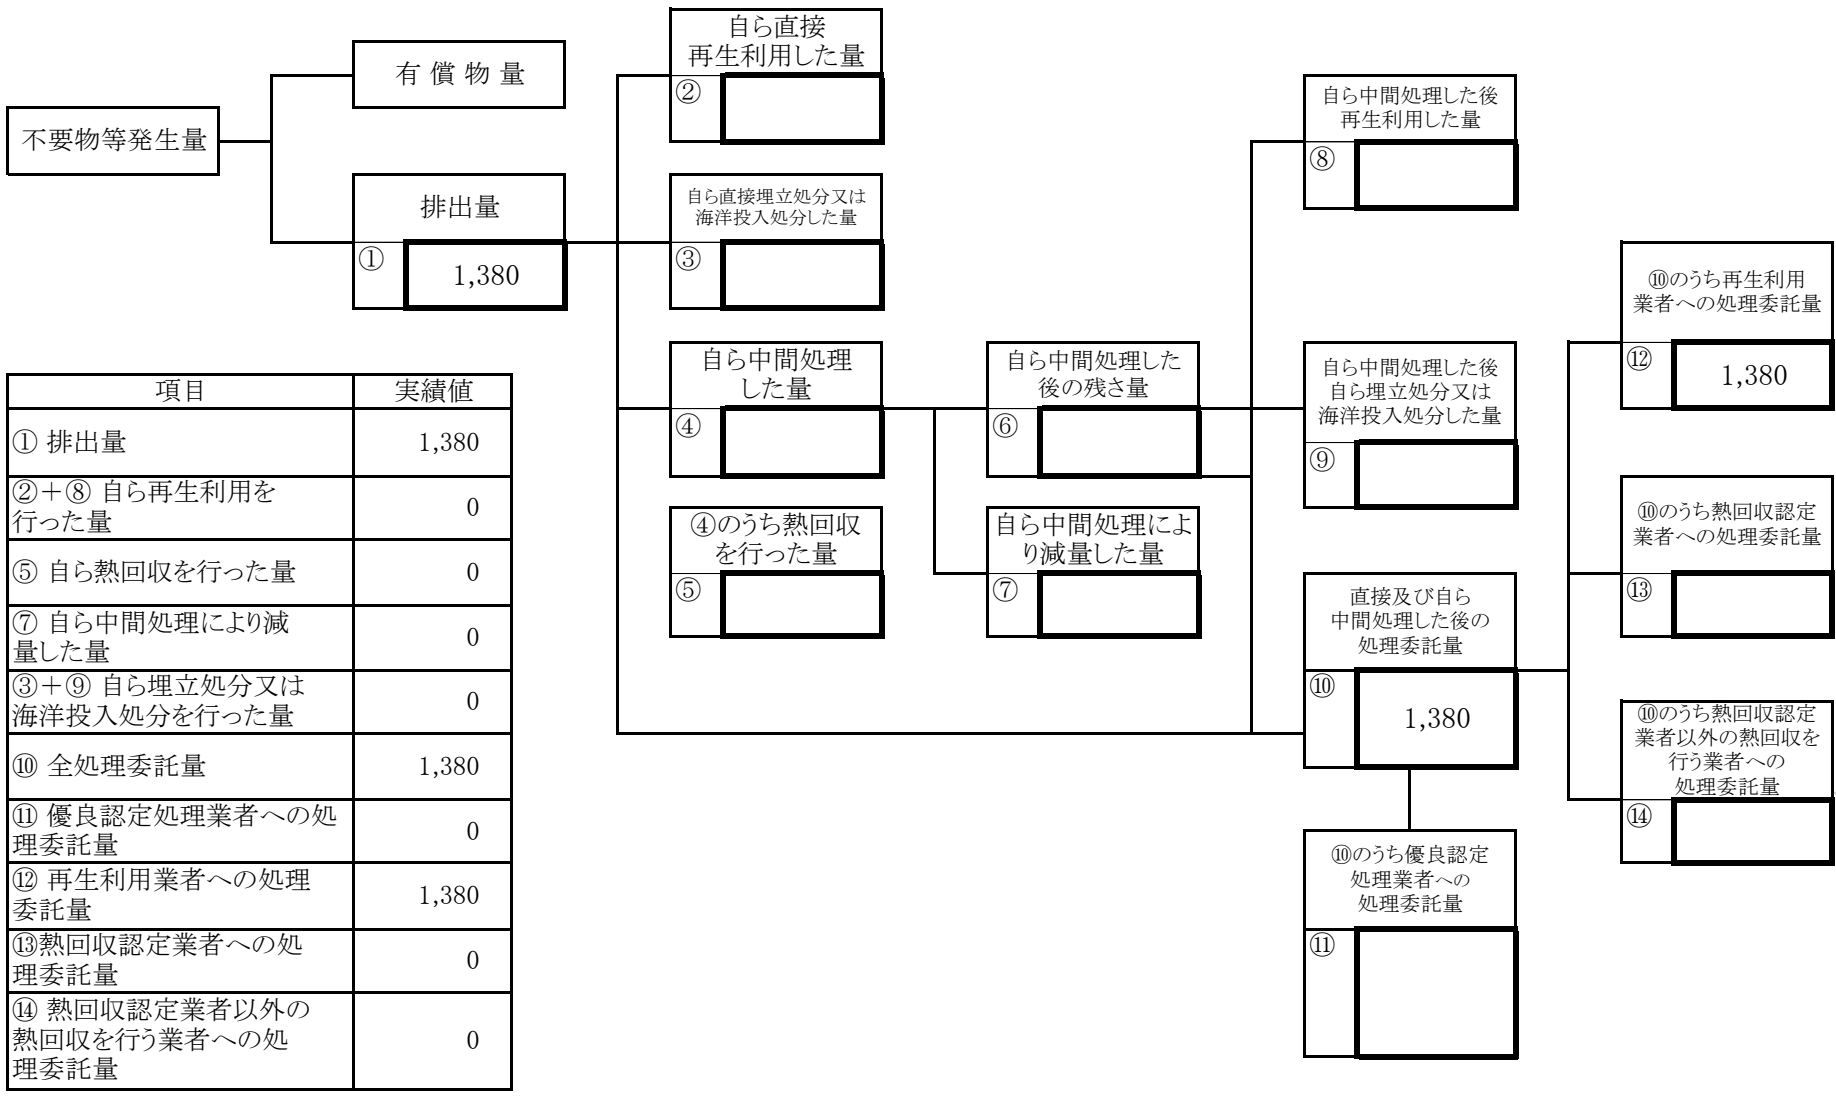 不要物等発生量
有償物量
排出量
①
1,380
自ら直接
再生利用した量
②
自ら直接埋立処分又は
海洋投入処分した量
③
自ら中間処理
した量
④
④のうち熱回収
を行った量
⑤
自ら中間処理した
後の残さ量
⑥
自ら中間処理によ
り減量した量
⑦
自ら中間処理した後
再生利用した量
⑧
自ら中間処理した後
自ら埋立処分又は
海洋投入処分した量
⑨
直接及び自ら
中間処理した後の
処理委託量
⑩
1,380
⑩のうち優良認定
処理業者への
処理委託量
⑪
⑩のうち再生利用
業者への処理委託量
⑫
1,380
⑩のうち熱回収認定
業者への処理委託量
⑬
⑩のうち熱回収認定
業者以外の熱回収を
行う業者への
処理委託量
⑭
項目 実績値
① 排出量 1,380
②＋⑧ 自ら再生利用を
行った量 0
⑤ 自ら熱回収を行った量 0
⑦ 自ら中間処理により減
量した量 0
③＋⑨ 自ら埋立処分又は
海洋投入処分を行った量 0
⑩ 全処理委託量 1,380
⑪ 優良認定処理業者への処
理委託量 0
⑫ 再生利用業者への処理
委託量 1,380
⑬熱回収認定業者への処
理委託量 0
⑭ 熱回収認定業者以外の
熱回収を行う業者への処
理委託量 0